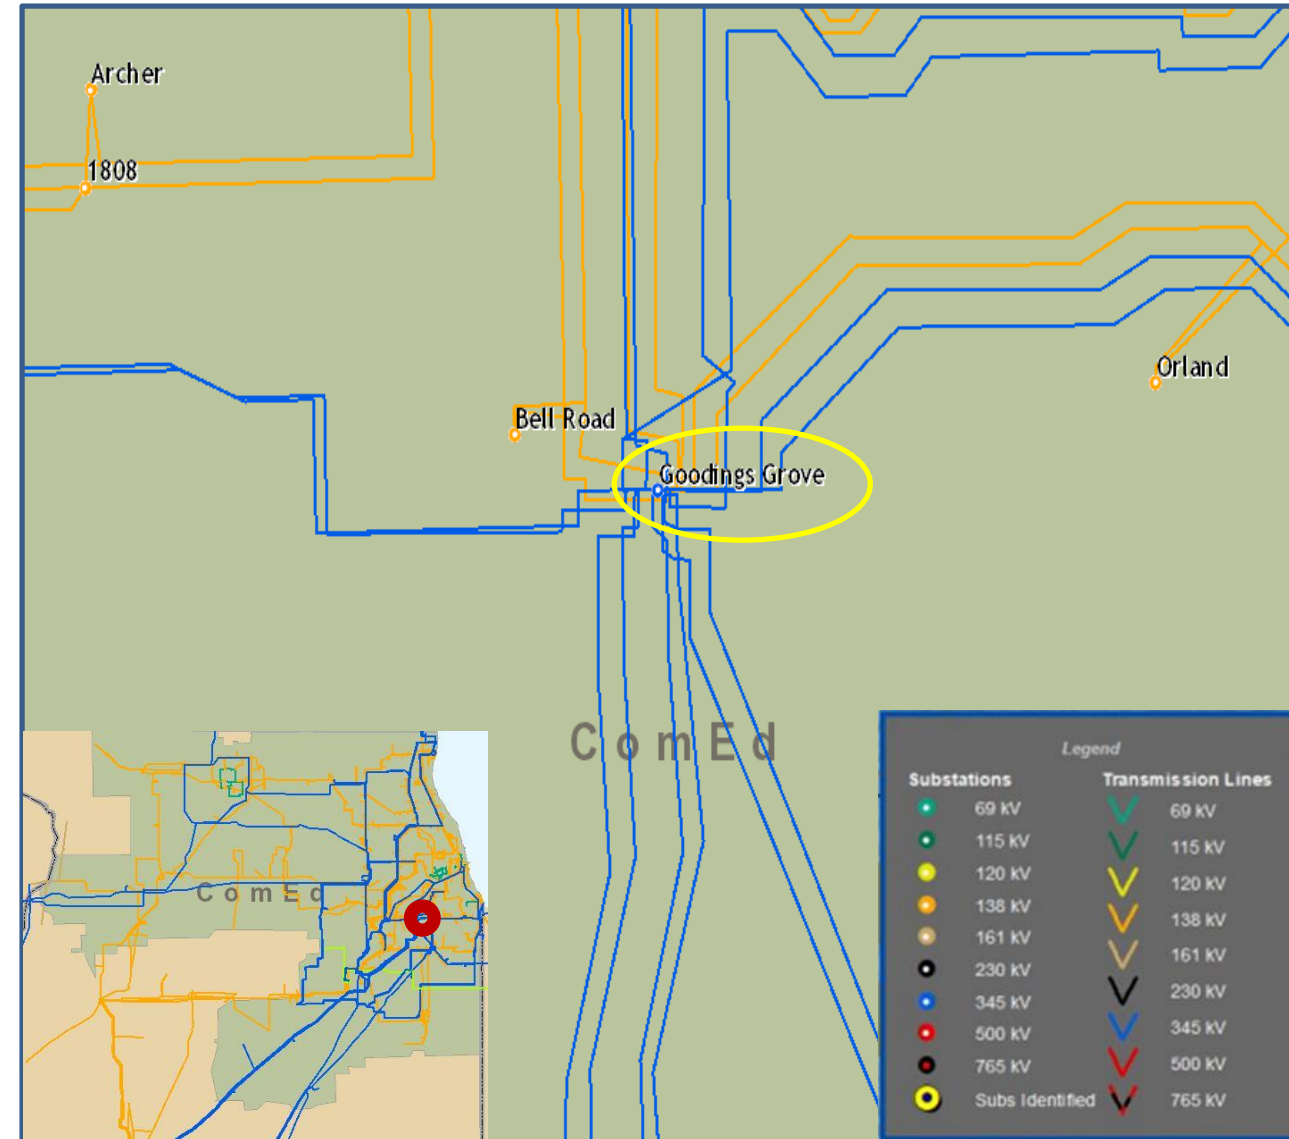 Archer
1808
Orland
Bell Road
Goodings Grove
ComEd
ComEd
Legend
Substations
69 kV
115 kV
120 kV
138 kV
161 kV
230 kV
345 kV
500 kV
765 kV
Subs Identified
Transmission Lines
69 kV
115 kV
120 kV
138 kV
161 kV
230 kV
345 kV
500 kV
765 kV